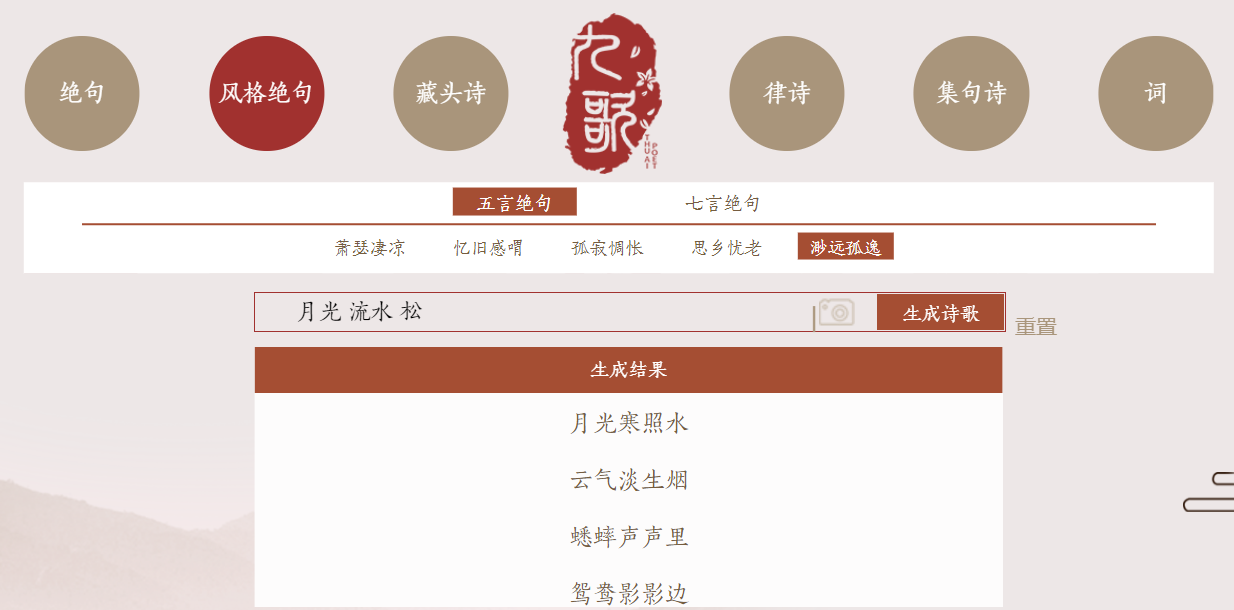 绝句
风格绝句
藏头诗
九歌
THUAI POET
律诗
集句诗
词
五言绝句 七言绝句
萧瑟凄凉 忆旧感喟 孤寂惆怅 思乡忧老 渺远孤逸
月光 流水 松
生成诗歌
重置
生成结果
月光寒照水
云气淡生烟
蟋蟀声声里
鸳鸯影影边